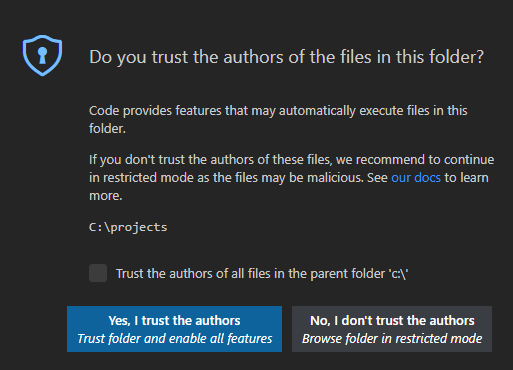 Do you trust the authors of the files in this folder?
Code provides features that may automatically execute files in this
folder.
If you don't trust the authors of these files, we recommend to continue
in restricted mode as the files may be malicious. See our docs to learn
more.
C:\projects
Trust the authors of all files in the parent folder 'c:\'
Yes, I trust the authors
Trust folder and enable all features
No, I don't trust the authors
Browse folder in restricted mode